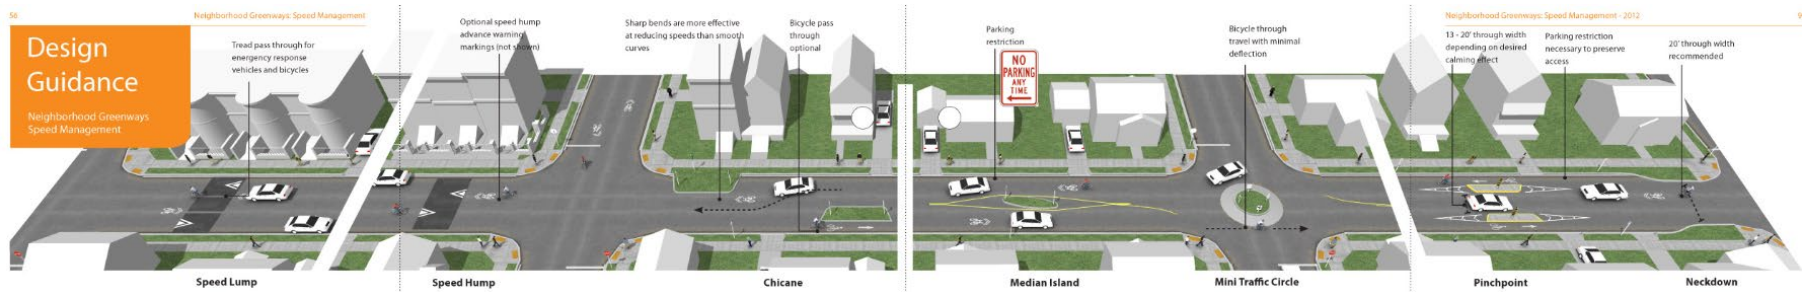 56
Neighborhood Greenways: Speed Management
Design
Guidance
Neighborhood Greenways
Speed Management
Tread pass through for
emergency response
vehicles and bicycles
Optional speed hump
advance warning
markings (not shown)
Sharp bends are more effective
at reducing speeds than smooth
curves
Bicycle pass
through
optional
Parking
restriction
NO
PARKING
ANY
TIME
Bicycle through
travel with minimal
deflection
Neighborhood Greenways: Speed Management - 2012
9
13 - 20' through width
depending on desired
calming effect
Parking restriction
necessary to preserve
access
20' through width
recommended
Speed Lump
Speed Hump
Chicane
Median Island
Mini Traffic Circle
Pinchpoint
Neckdown